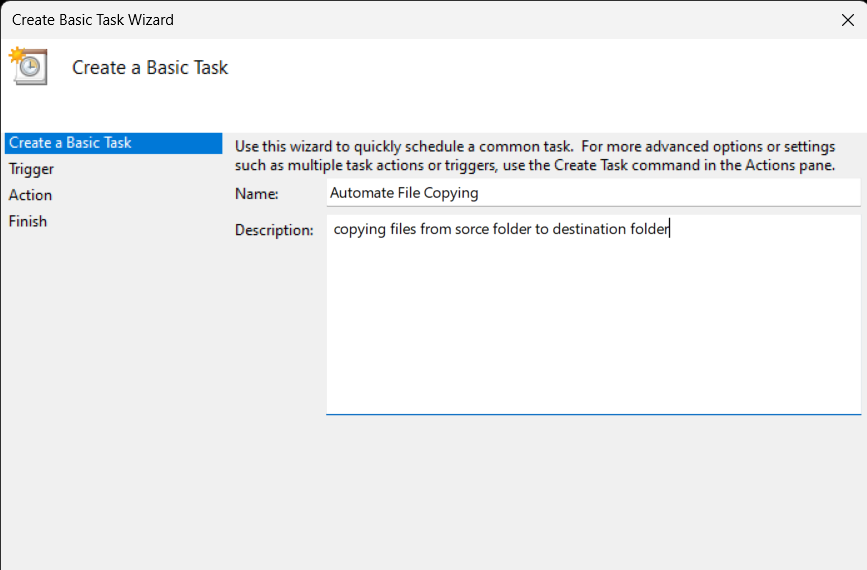 Create Basic Task Wizard
Create a Basic Task
Create a Basic Task
Trigger
Action
Finish
Use this wizard to quickly schedule a common task.  For more advanced options or settings
such as multiple task actions or triggers, use the Create Task command in the Actions pane.
Name: Automate File Copying
Description: copying files from sorce folder to destination folder